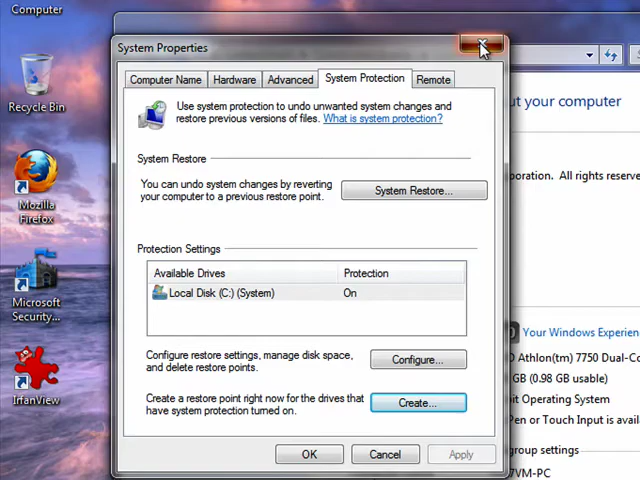 Computer
System Properties
Recycle Bin
Computer Name
Hardware
Advanced
System Protection
Remote
out your computer
Use system protection to undo unwanted system changes and
restore previous versions of files. What is system protection?
Mozilla
Firefox
System Restore
poration. All rights reserve
You can undo system changes by reverting
your computer to a previous restore point.
System Restore...
Protection Settings
Available Drives
Protection
Local Disk (C:) (System)
On
Microsoft
Security...
Your Windows Experien
Configure restore settings, manage disk space,
and delete restore points.
Configure...
D Athlon(tm) 7750 Dual-Co
GB (0.98 GB usable)
Create a restore point right now for the drives that
have system protection turned on.
Create...
bit Operating System
Pen or Touch Input is availa
IrfanView
OK
Cancel
Apply
group settings
7VM-PC